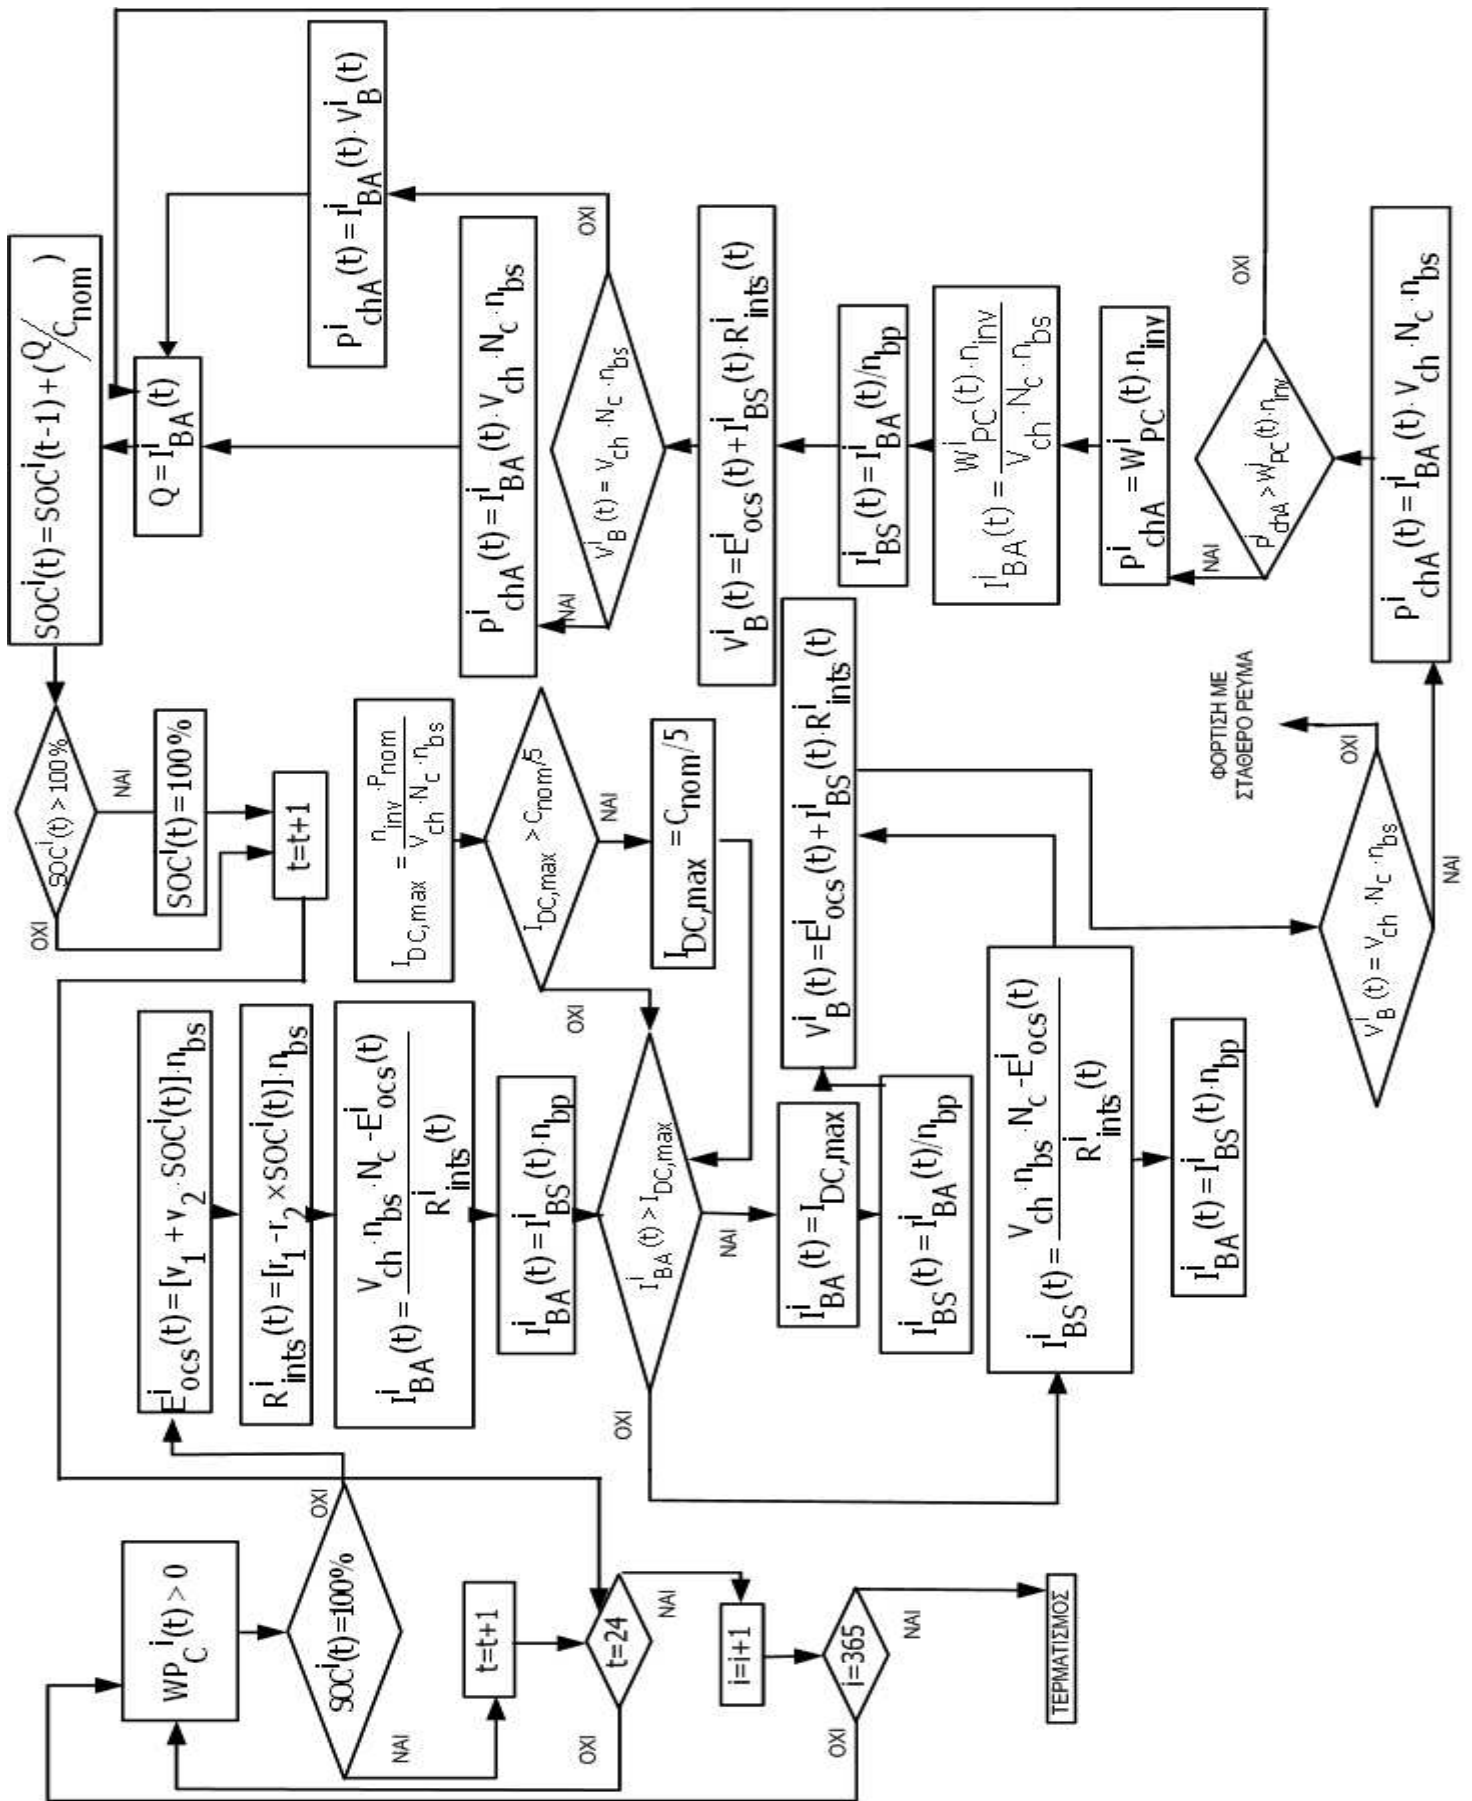 WP_C^i(t) > 0
SOC^i(t)=100%
OXI
NAI
t=t+1
t=24
NAI
OXI
i=i+1
i=365
NAI
OXI
ΤΕΡΜΑΤΙΣΜΟΣ
E^i_ocs(t)=[v_1 + v_2 · SOC^i(t)]·n_bs
R^i_ints(t)=[r_1 - r_2 × SOC^i(t)]·n_bs
I^i_BA(t) = (V_ch · n_bs · N_C - E^i_ocs(t)) / R^i_ints(t)
I^i_BA(t) = I^i_BS(t)·n_bp
I^i_BA(t) > I_DC,max
OXI
NAI
I^i_BA(t) = I_DC,max
I^i_BS(t) = I^i_BA(t)/n_bp
I^i_BS(t) = (V_ch · n_bs · N_C - E^i_ocs(t)) / R^i_ints(t)
I^i_BA(t) = I^i_BS(t)·n_bp
SOC^i(t) > 100%
OXI
NAI
SOC^i(t)=100%
t=t+1
I_DC,max = (n_inv · P_nom) / (V_ch · N_C · n_bs)
I_DC,max > C_nom/5
OXI
NAI
I_DC,max = C_nom/5
V^i_B(t) = E^i_ocs(t) + I^i_BS(t)·R^i_ints(t)
V^i_B(t) = V_ch · N_C · n_bs
OXI
NAI
ΦΟΡΤΙΣΗ ΜΕ
ΣΤΑΘΕΡΟ ΡΕΥΜΑ
SOC^i(t) = SOC^i(t-1) + (Q/C_nom)
Q = I^i_BA(t)
P^i_chA(t) = I^i_BA(t)· V^i_B(t)
P^i_chA(t) = I^i_BA(t)· V_ch · N_C · n_bs
V^i_B(t) = V_ch · N_C · n_bs
OXI
NAI
V^i_B(t) = E^i_ocs(t) + I^i_BS(t)· R^i_ints(t)
I^i_BS(t) = I^i_BA(t)/n_bp
I^i_BA(t) = (W^i_PC(t)·n_inv) / (V_ch · N_C · n_bs)
P^i_chA = W^i_PC(t)·n_inv
P^i_chA > W^i_PC(t)·n_inv
OXI
NAI
P^i_chA(t) = I^i_BA(t)· V_ch · N_C · n_bs